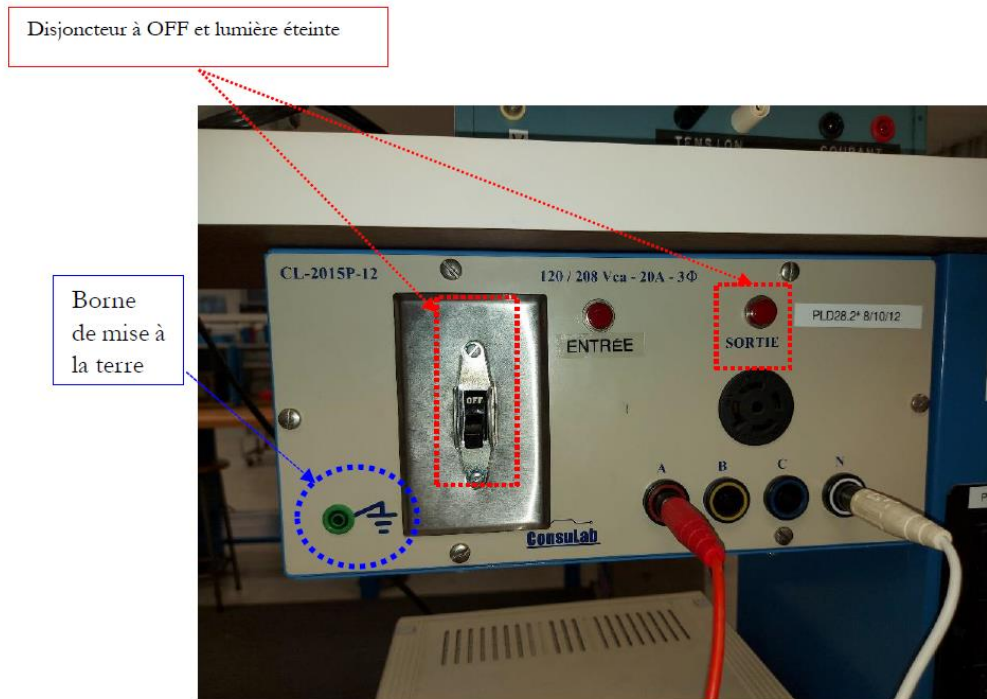 Disjoncteur à OFF et lumière éteinte
TENSION
COURANT
CL-2015P-12
120 / 208 Vca - 20A - 3Φ
Borne
de mise à
la terre
ENTRÉE
SORTIE
PLD28.2* 8/10/12
OFF
A
B
C
N
ConsuLab